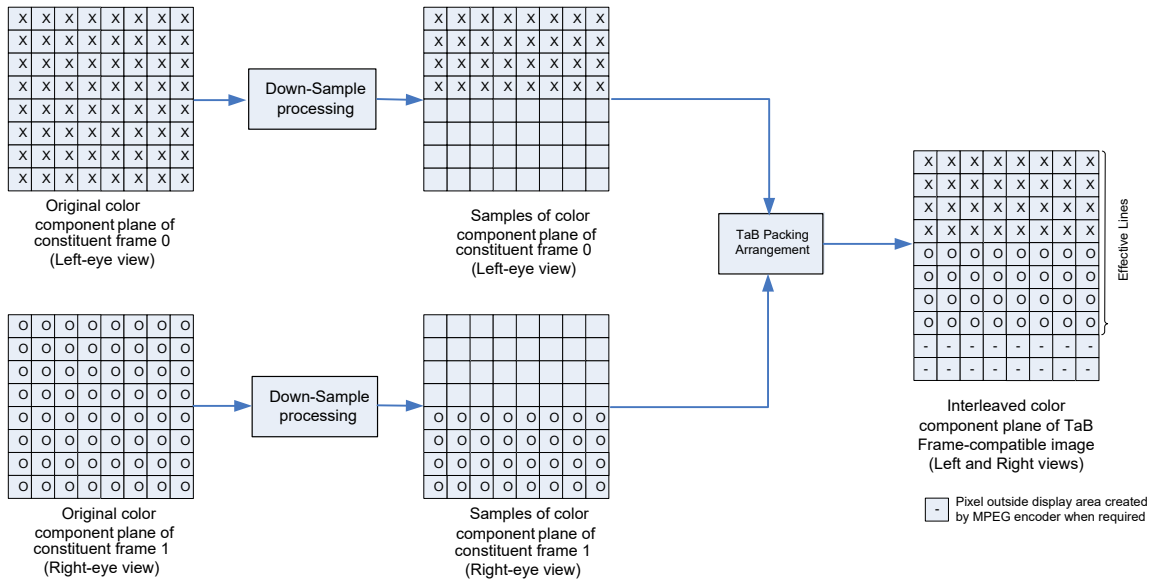 X X X X X X X X
X X X X X X X X
X X X X X X X X
X X X X X X X X
X X X X X X X X
X X X X X X X X
X X X X X X X X
X X X X X X X X
Original color
component plane of
constituent frame 0
(Left-eye view)
Down-Sample
processing
X X X X X X X X
X X X X X X X X
X X X X X X X X
X X X X X X X X
Samples of color
component plane of
constituent frame 0
(Left-eye view)
O O O O O O O O
O O O O O O O O
O O O O O O O O
O O O O O O O O
O O O O O O O O
O O O O O O O O
O O O O O O O O
O O O O O O O O
Original color
component plane of
constituent frame 1
(Right-eye view)
Down-Sample
processing
O O O O O O O O
O O O O O O O O
O O O O O O O O
O O O O O O O O
Samples of color
component plane of
constituent frame 1
(Right-eye view)
TaB Packing
Arrangement
X X X X X X X X
X X X X X X X X
X X X X X X X X
X X X X X X X X
O O O O O O O O
O O O O O O O O
O O O O O O O O
O O O O O O O O
- - - - - - - -
- - - - - - - -
Effective Lines
Interleaved color
component plane of TaB
Frame-compatible image
(Left and Right views)
- Pixel outside display area created
by MPEG encoder when required